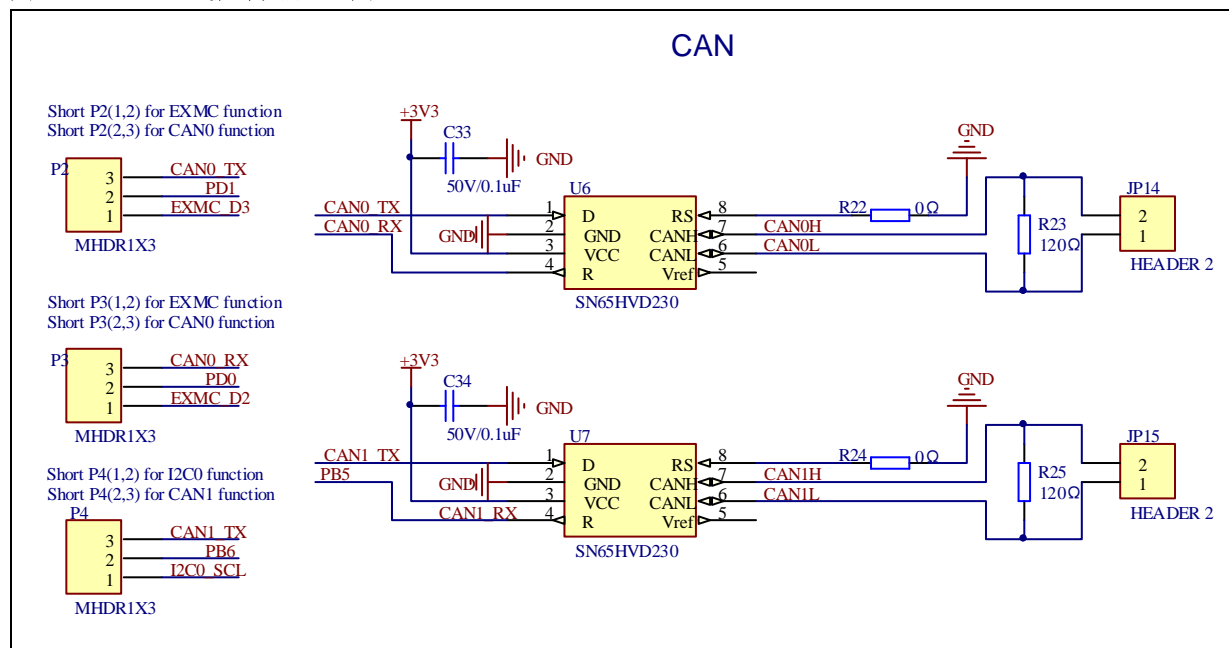 CAN
Short P2(1,2) for EXMC function
Short P2(2,3) for CAN0 function
P2
3 CAN0_TX
2 PD1
1 EXMC_D3
MHDR1X3
Short P3(1,2) for EXMC function
Short P3(2,3) for CAN0 function
P3
3 CAN0_RX
2 PD0
1 EXMC_D2
MHDR1X3
Short P4(1,2) for I2C0 function
Short P4(2,3) for CAN1 function
P4
3 CAN1_TX
2 PB6
1 I2C0_SCL
MHDR1X3
+3V3
C33
GND
50V/0.1uF
U6
CAN0_TX 1 D RS 8 R22 0Ω GND
CAN0_RX GND 2 GND CANH 7 CAN0H
3 VCC CANL 6 CAN0L
4 R Vref 5
SN65HVD230
R23
120Ω
JP14
2
1
HEADER 2
+3V3
C34
GND
50V/0.1uF
U7
CAN1_TX 1 D RS 8 R24 0Ω GND
PB5 GND 2 GND CANH 7 CAN1H
3 VCC CANL 6 CAN1L
CAN1_RX 4 R Vref 5
SN65HVD230
R25
120Ω
JP15
2
1
HEADER 2